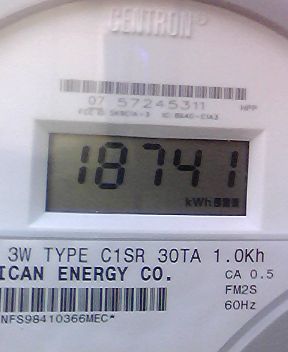 CENTRON®
07 57245311
18741
kWh
3W TYPE C1SR 30TA 1.0Kh
ICAN ENERGY CO.
CA 0.5
FM2S
60Hz
NFS98410366MEC*